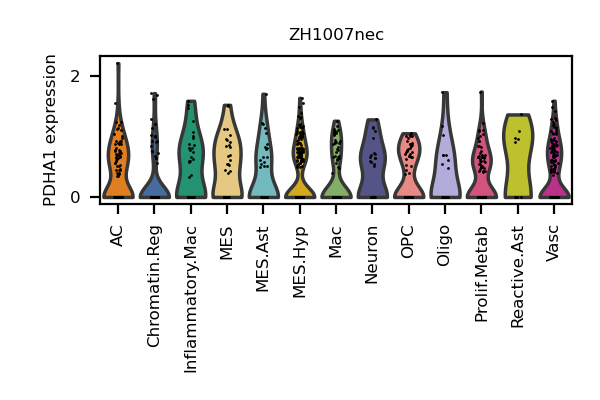 ZH1007nec
PDHA1 expression
2
0
AC
Chromatin.Reg
Inflammatory.Mac
MES
MES.Ast
MES.Hyp
Mac
Neuron
OPC
Oligo
Prolif.Metab
Reactive.Ast
Vasc